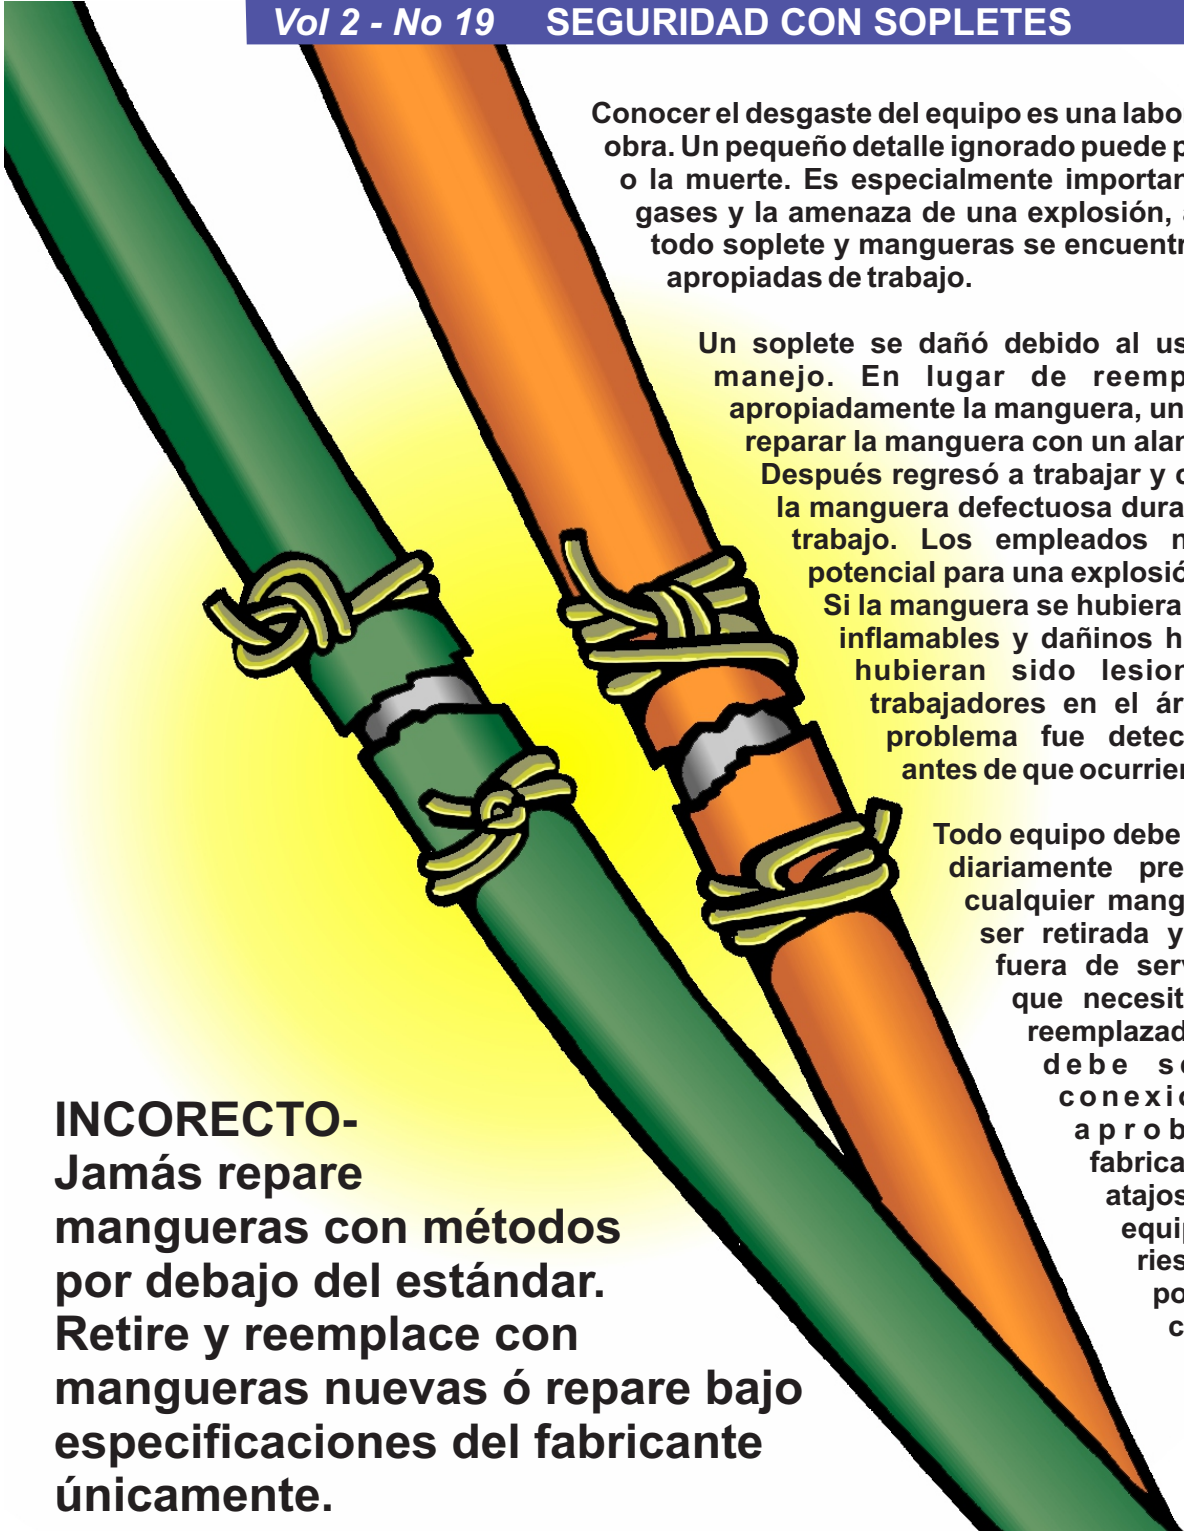 Vol 2 - No 19 SEGURIDAD CON SOPLETES
Conocer el desgaste del equipo es una labo
obra. Un pequeño detalle ignorado puede p
o la muerte. Es especialmente importan
gases y la amenaza de una explosión, a
todo soplete y mangueras se encuentr
apropiadas de trabajo.
Un soplete se dañó debido al us
manejo. En lugar de reemp
apropiadamente la manguera, un
reparar la manguera con un alam
Después regresó a trabajar y c
la manguera defectuosa dura
trabajo. Los empleados n
potencial para una explosió
Si la manguera se hubiera
inflamables y dañinos h
hubieran sido lesion
trabajadores en el ár
problema fue detec
antes de que ocurrier
Todo equipo debe
diariamente pre
cualquier mang
ser retirada y
fuera de serv
que necesit
reemplazad
debe se
conexio
aprob
fabrica
atajos
equip
ries
po
c
INCORECTO-
Jamás repare
mangueras con métodos
por debajo del estándar.
Retire y reemplace con
mangueras nuevas ó repare bajo
especificaciones del fabricante
únicamente.